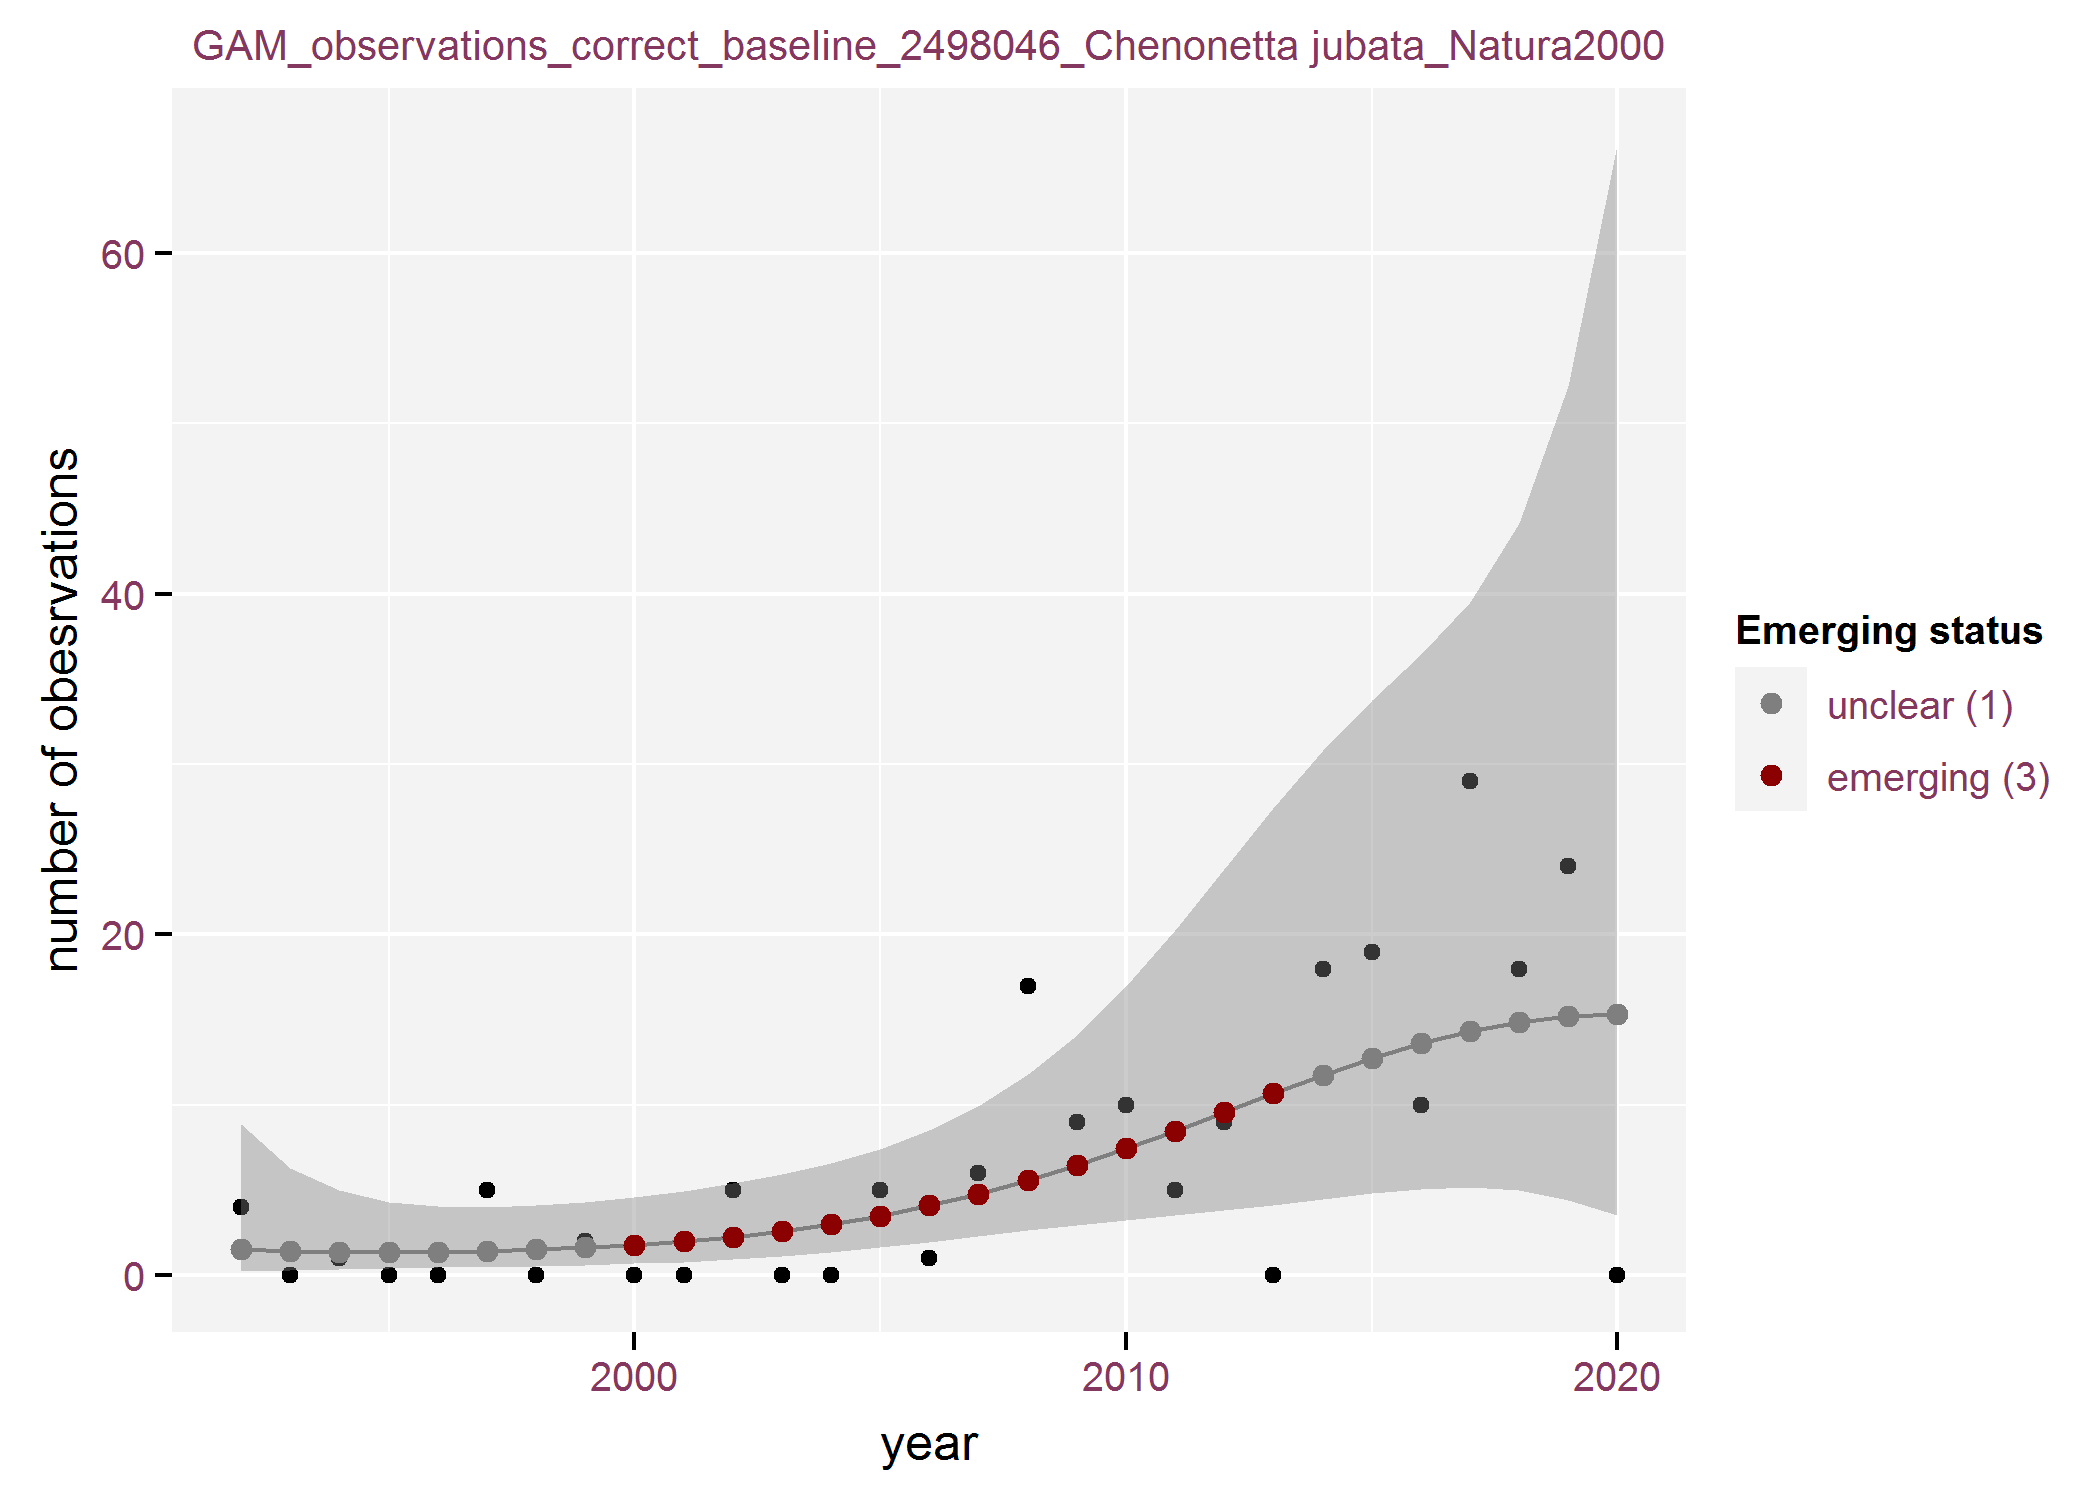 GAM_observations_correct_baseline_2498046_Chenonetta jubata_Natura2000
number of obesrvations
60
40
20
0
2000
2010
2020
year
Emerging status
unclear (1)
emerging (3)